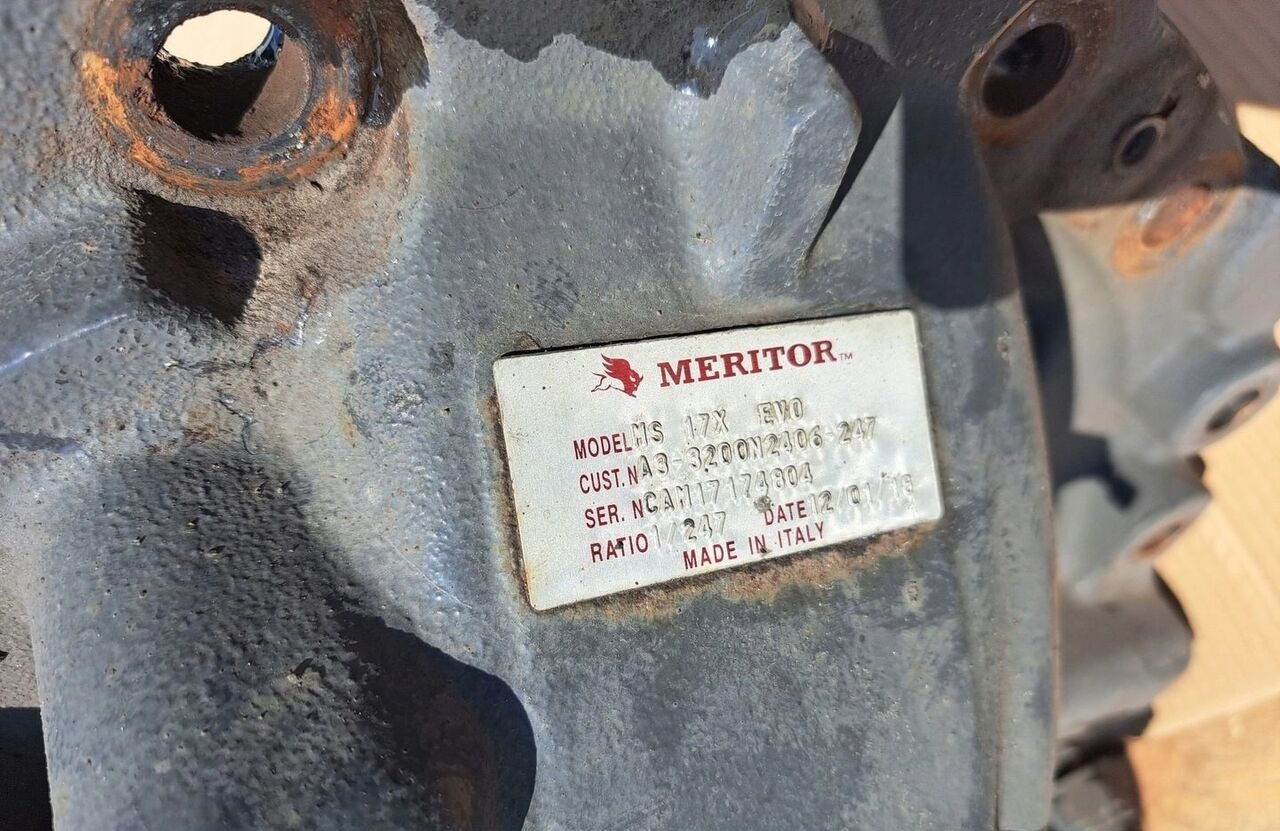 MERITOR™
MODEL MS 17X EVO
CUST.N A3-3200N2406-247
SER. N CAM17174804
RATIO 1/247 DATE 12/01/18
MADE IN ITALY